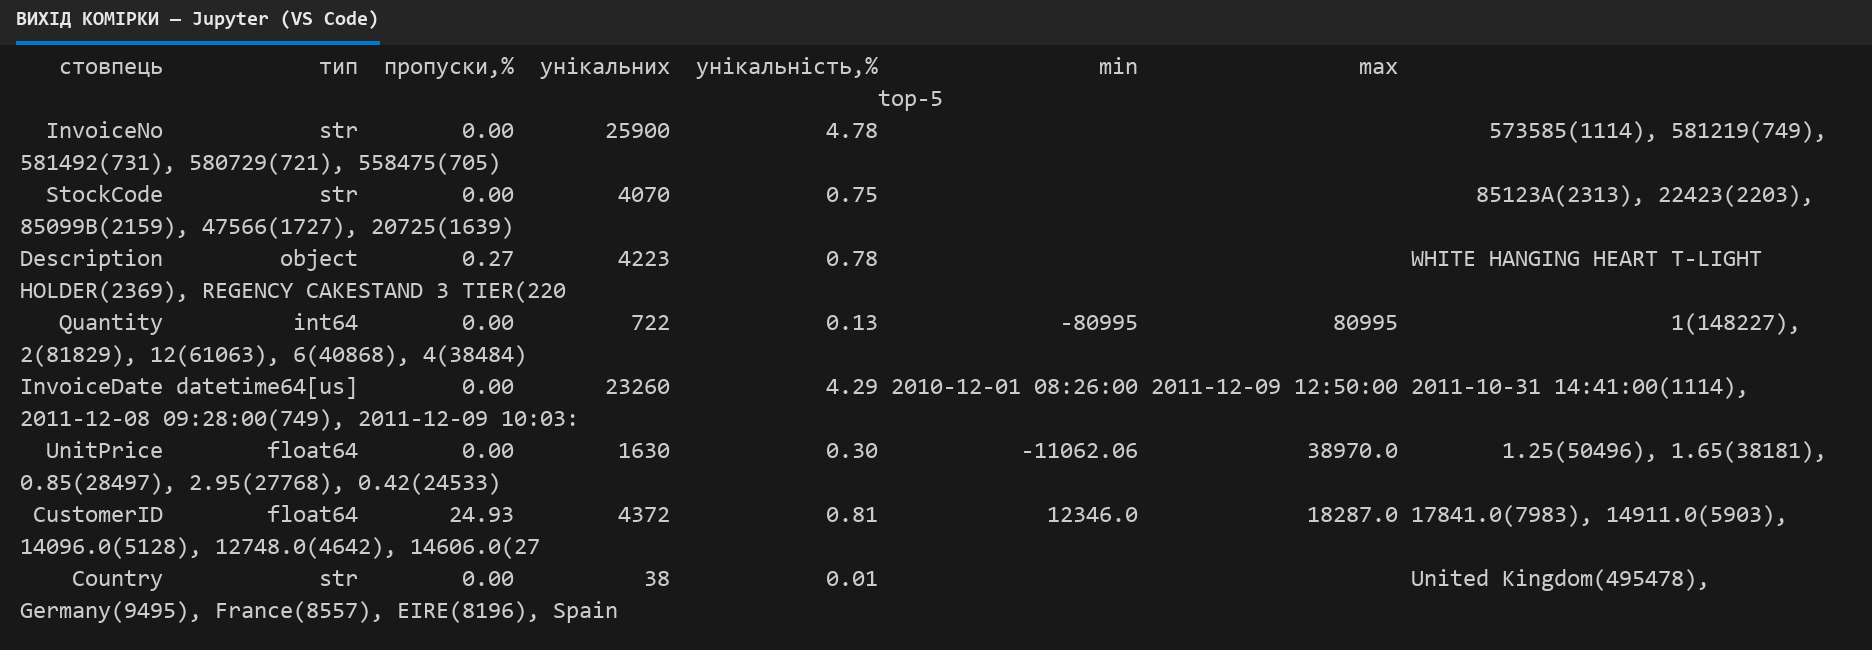 ВИХІД КОМІРКИ — Jupyter (VS Code)
стовпець тип пропуски,% унікальних унікальність,% min max
top-5
InvoiceNo str 0.00 25900 4.78 573585(1114), 581219(749),
581492(731), 580729(721), 558475(705)
StockCode str 0.00 4070 0.75 85123A(2313), 22423(2203),
85099B(2159), 47566(1727), 20725(1639)
Description object 0.27 4223 0.78 WHITE HANGING HEART T-LIGHT
HOLDER(2369), REGENCY CAKESTAND 3 TIER(220
Quantity int64 0.00 722 0.13 -80995 80995 1(148227),
2(81829), 12(61063), 6(40868), 4(38484)
InvoiceDate datetime64[us] 0.00 23260 4.29 2010-12-01 08:26:00 2011-12-09 12:50:00 2011-10-31 14:41:00(1114),
2011-12-08 09:28:00(749), 2011-12-09 10:03:
UnitPrice float64 0.00 1630 0.30 -11062.06 38970.0 1.25(50496), 1.65(38181),
0.85(28497), 2.95(27768), 0.42(24533)
CustomerID float64 24.93 4372 0.81 12346.0 18287.0 17841.0(7983), 14911.0(5903),
14096.0(5128), 12748.0(4642), 14606.0(27
Country str 0.00 38 0.01 United Kingdom(495478),
Germany(9495), France(8557), EIRE(8196), Spain